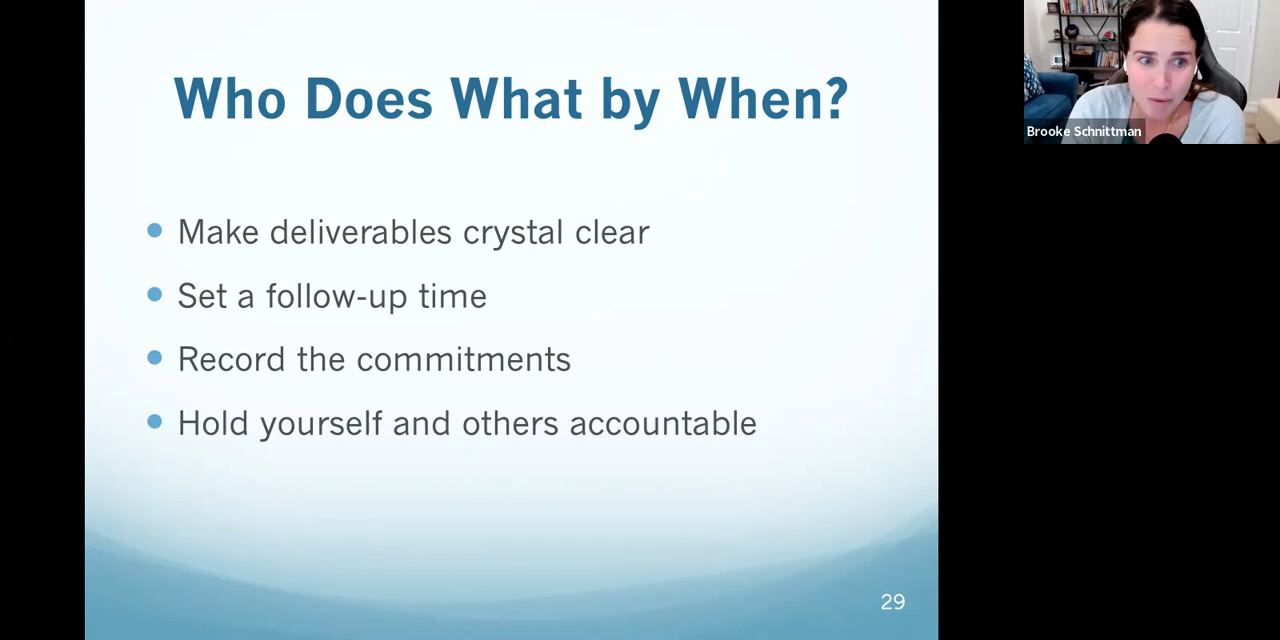 Who Does What by When?
Make deliverables crystal clear
Set a follow-up time
Record the commitments
Hold yourself and others accountable
29
Brooke Schnittman